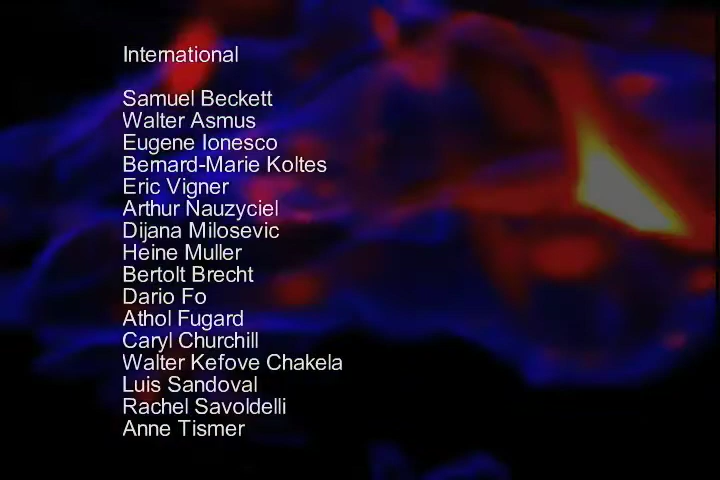 International
Samuel Beckett
Walter Asmus
Eugene Ionesco
Bernard-Marie Koltes
Eric Vigner
Arthur Nauzyciel
Dijana Milosevic
Heine Muller
Bertolt Brecht
Dario Fo
Athol Fugard
Caryl Churchill
Walter Kefove Chakela
Luis Sandoval
Rachel Savoldelli
Anne Tismer